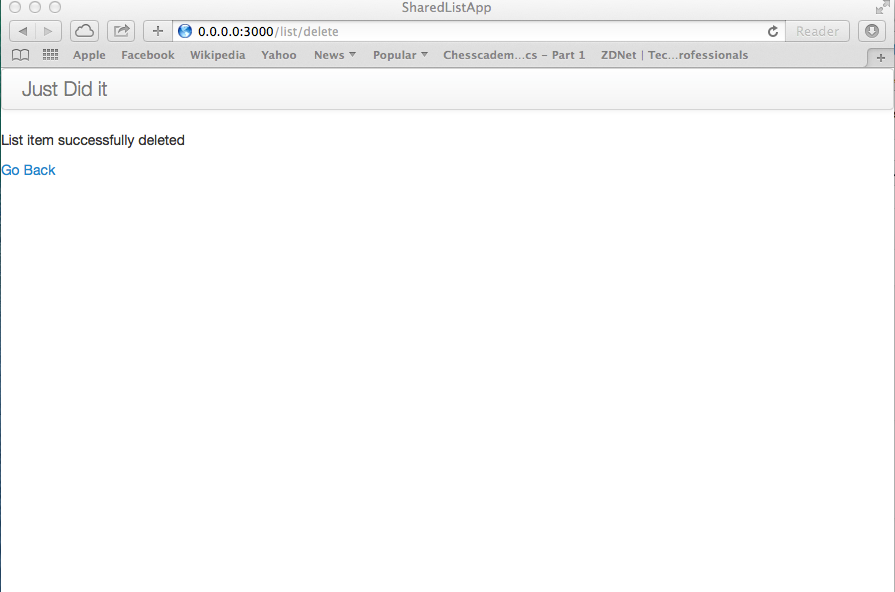 SharedListApp
0.0.0.0:3000/list/delete
Reader
Apple Facebook Wikipedia Yahoo News Popular Chesscadem...cs – Part 1 ZDNet | Tec...rofessionals
Just Did it
List item successfully deleted
Go Back